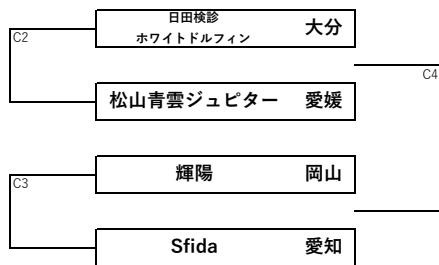 日田検診
ホワイトドルフィン 大分
C2
C4
松山青雲ジュピター 愛媛
輝陽 岡山
C3
Sfida 愛知